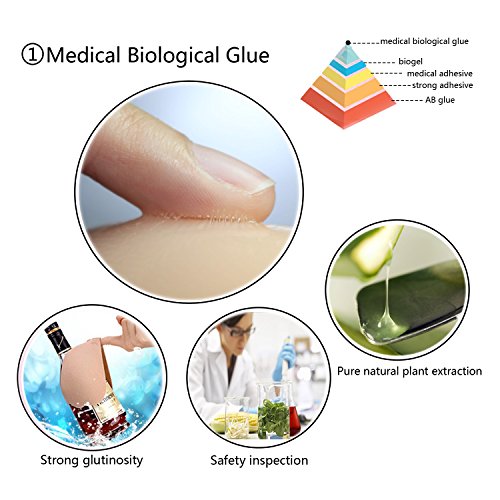 ①Medical Biological Glue
medical biological glue
biogel
medical adhesive
strong adhesive
AB glue
Pure natural plant extraction
Strong glutinosity
Safety inspection